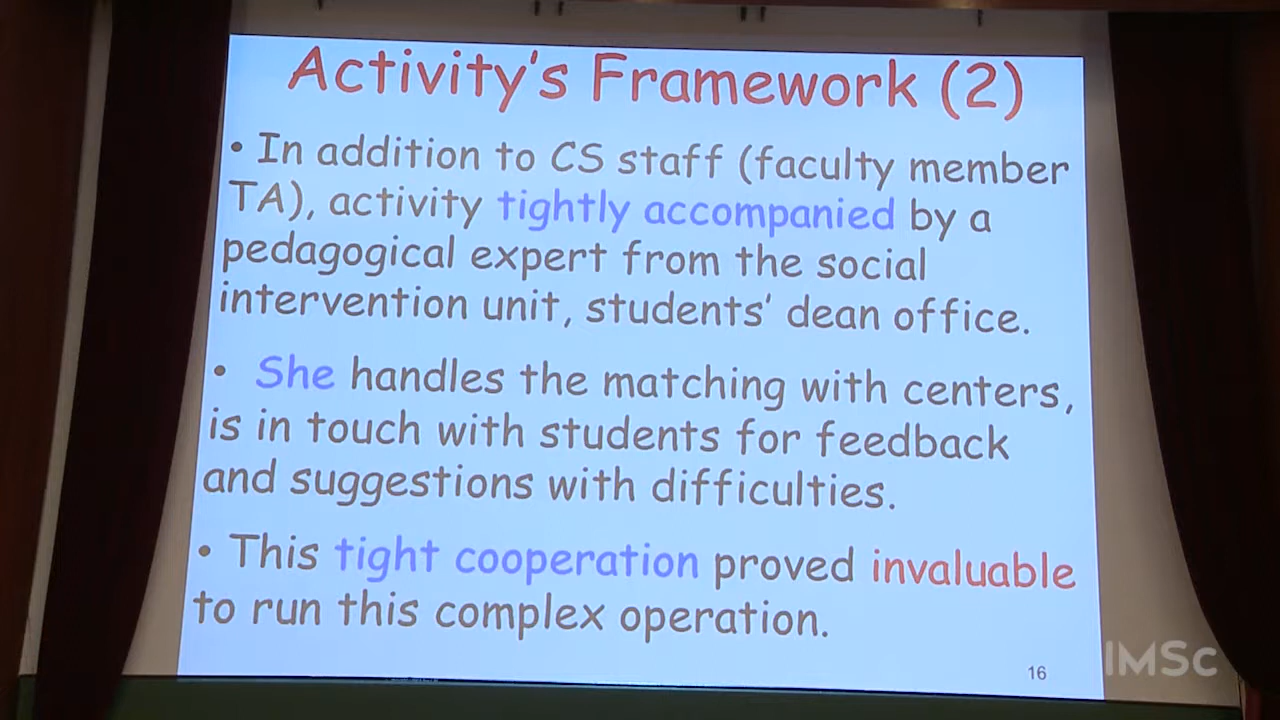 Activity's Framework (2)
• In addition to CS staff (faculty member
TA), activity tightly accompanied by a
pedagogical expert from the social
intervention unit, students' dean office.
• She handles the matching with centers,
is in touch with students for feedback
and suggestions with difficulties.
• This tight cooperation proved invaluable
to run this complex operation.
16
IMSc